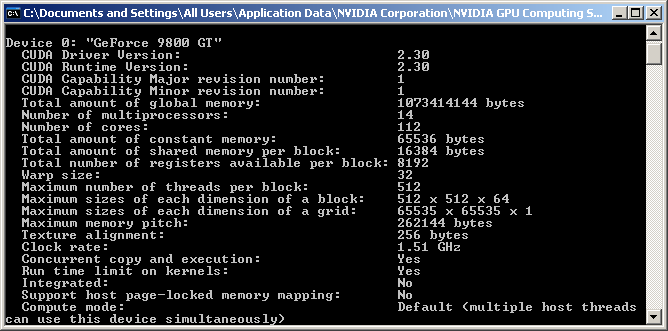 C:\Documents and Settings\All Users\Application Data\NVIDIA Corporation\NVIDIA GPU Computing S...
Device 0: "GeForce 9800 GT"
CUDA Driver Version: 2.30
CUDA Runtime Version: 2.30
CUDA Capability Major revision number: 1
CUDA Capability Minor revision number: 1
Total amount of global memory: 1073414144 bytes
Number of multiprocessors: 14
Number of cores: 112
Total amount of constant memory: 65536 bytes
Total amount of shared memory per block: 16384 bytes
Total number of registers available per block: 8192
Warp size: 32
Maximum number of threads per block: 512
Maximum sizes of each dimension of a block: 512 x 512 x 64
Maximum sizes of each dimension of a grid: 65535 x 65535 x 1
Maximum memory pitch: 262144 bytes
Texture alignment: 256 bytes
Clock rate: 1.51 GHz
Concurrent copy and execution: Yes
Run time limit on kernels: Yes
Integrated: No
Support host page-locked memory mapping: No
Compute mode: Default (multiple host threads
can use this device simultaneously)